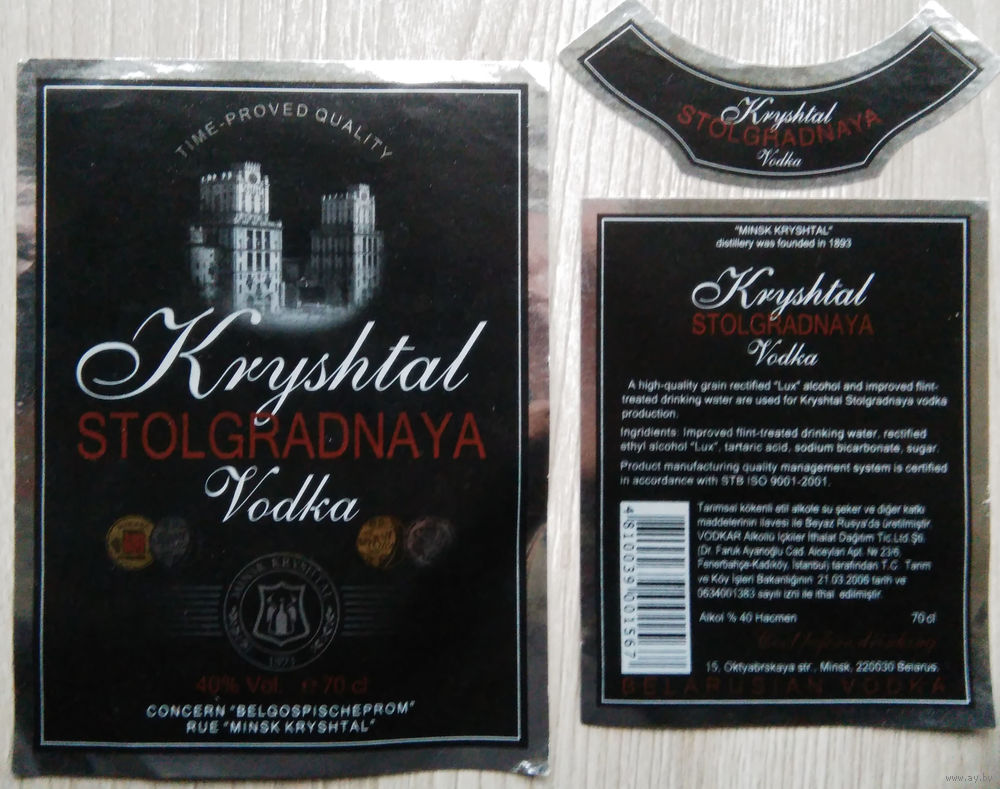 TIME-PROVED QUALITY
Kryshtal
STOLGRADNAYA
Vodka
MINSK KRYSHTAL
1893
40% Vol. e 70 cl
CONCERN "BELGOSPISCHEPROM"
RUE "MINSK KRYSHTAL"
Kryshtal
STOLGRADNAYA
Vodka
"MINSK KRYSHTAL"
distillery was founded in 1893
Kryshtal
STOLGRADNAYA
Vodka
A high-quality grain rectified "Lux" alcohol and improved flint-
treated drinking water are used for Kryshtal Stolgradnaya vodka
production.
Ingridients: Improved flint-treated drinking water, rectified
ethyl alcohol "Lux", tartaric acid, sodium bicarbonate, sugar.
Product manufacturing quality management system is certified
in accordance with STB ISO 9001-2001.
4810039001567
Tarımsal kökenli etil alkole su şeker ve diğer katkı
maddelerinin ilavesi ile Beyaz Rusya'da üretilmiştir.
VODKAR Alkollü İçkiler İthalat Dağıtım Tic.Ltd.Şti.
(Dr. Faruk Ayanoğlu Cad. Alceylan Apt. № 23/6,
Fenerbahçe-Kadıköy, İstanbul) tarafından T.C. Tarım
ve Köy İşleri Bakanlığının 21.03.2006 tarih ve
0634001383 sayılı izni ile ithal edilmiştir.
Alkol % 40 Hacmen 70 cl
15, Oktyabrskaya str., Minsk, 220030 Belarus.
BELARUSIAN VODKA
www.ay.by